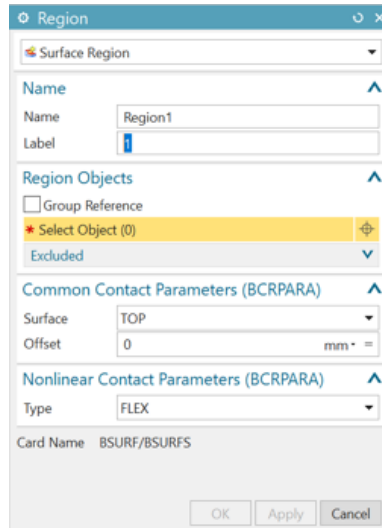 Region
Surface Region
Name
Name Region1
Label 1
Region Objects
Group Reference
* Select Object (0)
Excluded
Common Contact Parameters (BCRPARA)
Surface TOP
Offset 0 mm =
Nonlinear Contact Parameters (BCRPARA)
Type FLEX
Card Name BSURF/BSURFS
OK Apply Cancel